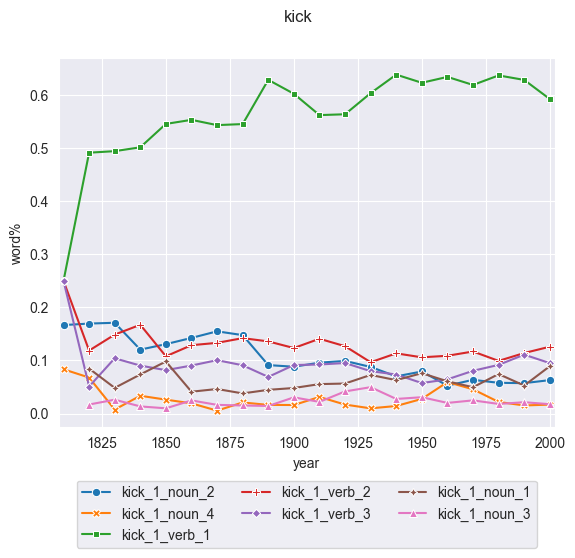 kick
0.6
0.5
0.4
0.3
0.2
0.1
0.0
word%
1825 1850 1875 1900 1925 1950 1975 2000
year
kick_1_noun_2 kick_1_verb_2 kick_1_noun_1
kick_1_noun_4 kick_1_verb_3 kick_1_noun_3
kick_1_verb_1